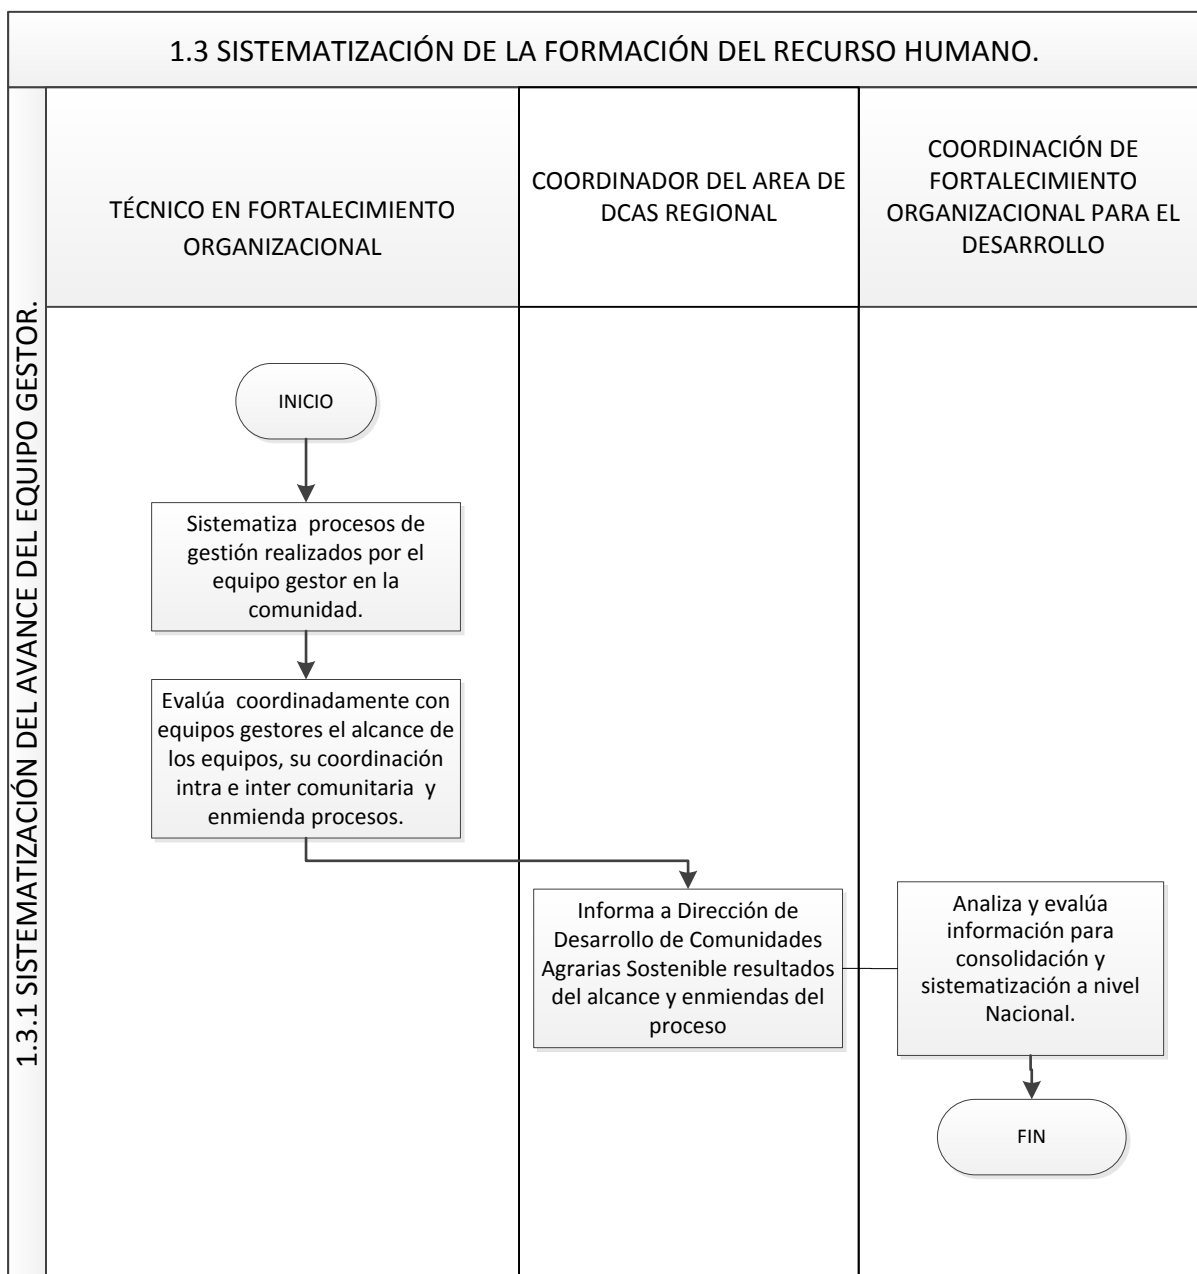 1.3 SISTEMATIZACIÓN DE LA FORMACIÓN DEL RECURSO HUMANO.
1.3.1 SISTEMATIZACIÓN DEL AVANCE DEL EQUIPO GESTOR.
TÉCNICO EN FORTALECIMIENTO
ORGANIZACIONAL
COORDINADOR DEL AREA DE
DCAS REGIONAL
COORDINACIÓN DE
FORTALECIMIENTO
ORGANIZACIONAL PARA EL
DESARROLLO
INICIO
Sistematiza procesos de
gestión realizados por el
equipo gestor en la
comunidad.
Evalúa coordinadamente con
equipos gestores el alcance de
los equipos, su coordinación
intra e inter comunitaria y
enmienda procesos.
Informa a Dirección de
Desarrollo de Comunidades
Agrarias Sostenible resultados
del alcance y enmiendas del
proceso
Analiza y evalúa
información para
consolidación y
sistematización a nivel
Nacional.
FIN